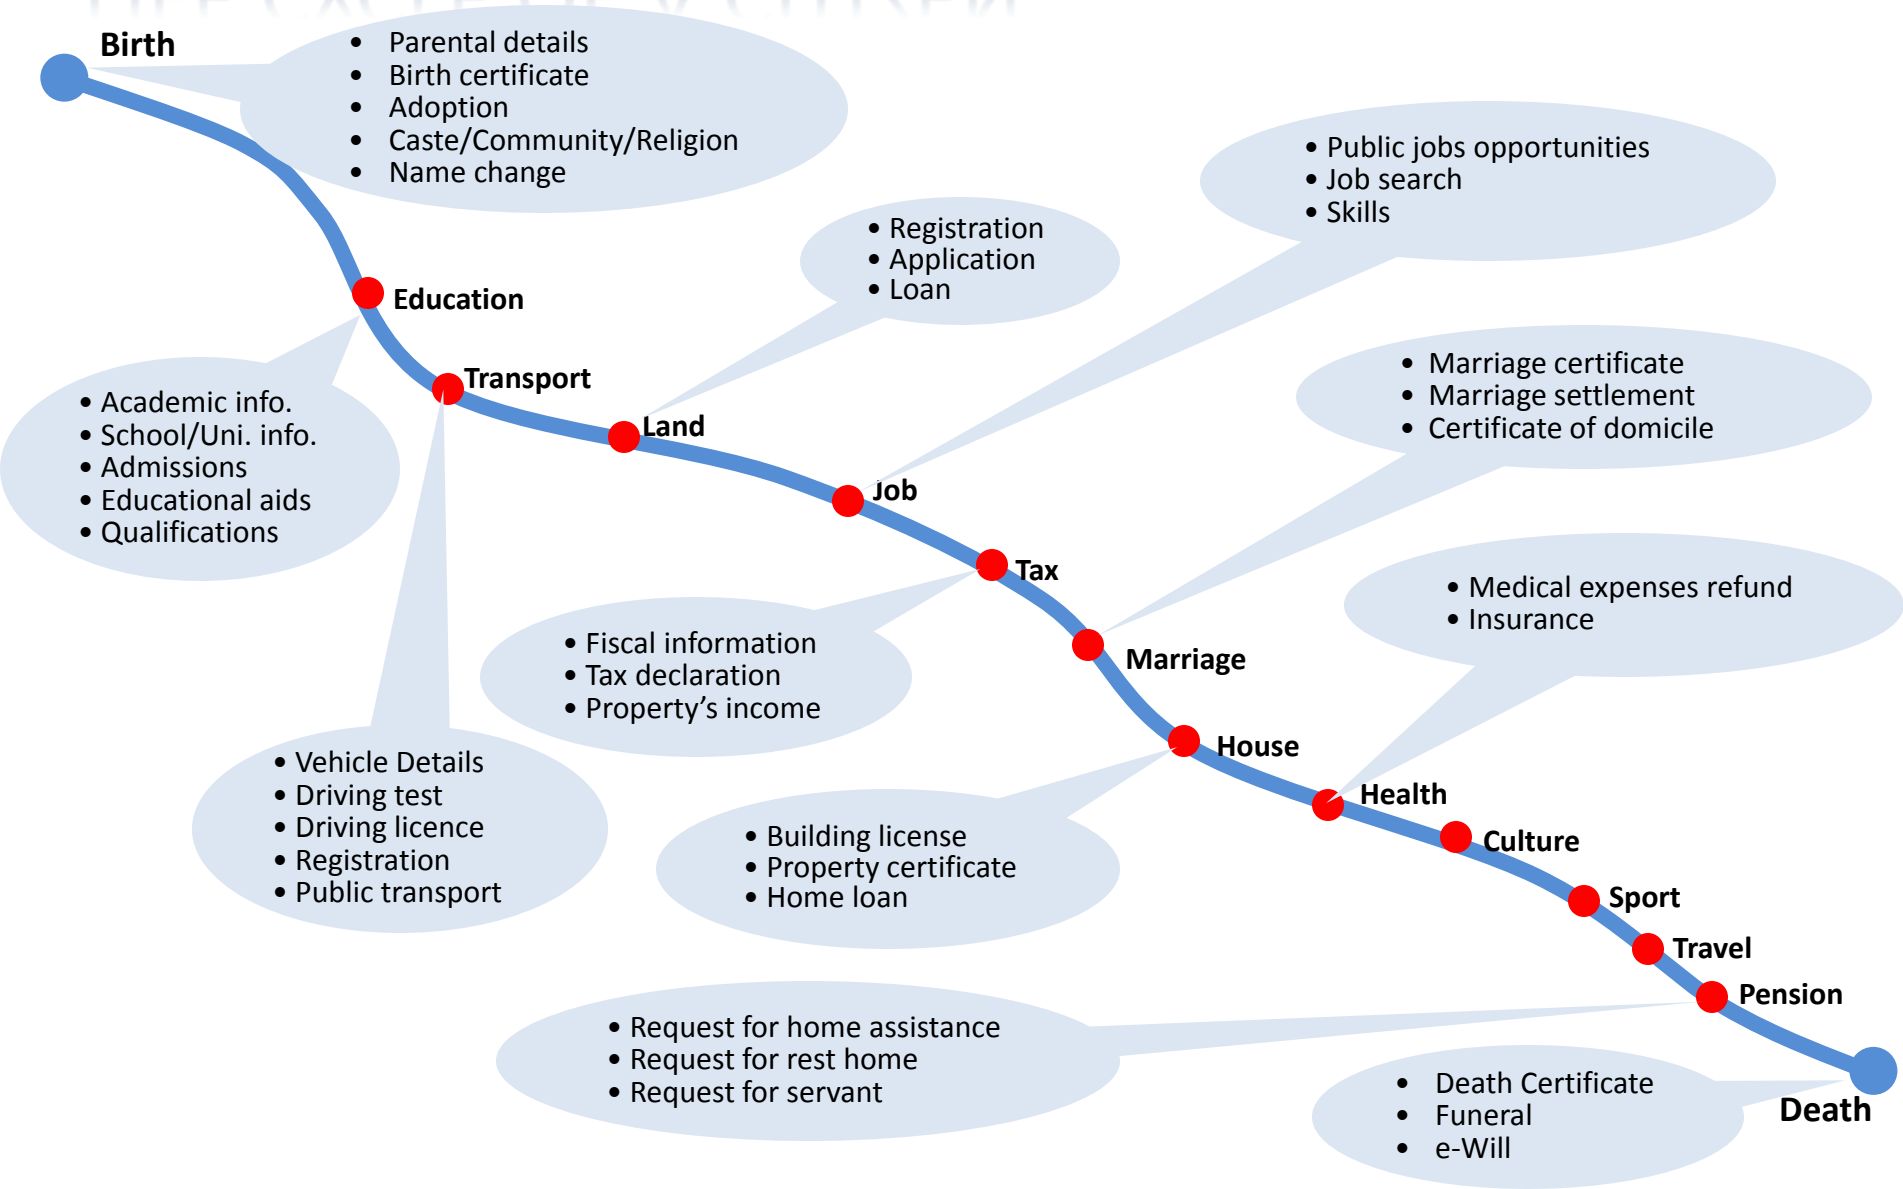 Birth
• Parental details
• Birth certificate
• Adoption
• Caste/Community/Religion
• Name change
• Public jobs opportunities
• Job search
• Skills
• Registration
• Application
• Loan
Education
• Academic info.
• School/Uni. info.
• Admissions
• Educational aids
• Qualifications
Transport
Land
• Marriage certificate
• Marriage settlement
• Certificate of domicile
Job
Tax
• Fiscal information
• Tax declaration
• Property’s income
Marriage
• Medical expenses refund
• Insurance
• Vehicle Details
• Driving test
• Driving licence
• Registration
• Public transport
House
• Building license
• Property certificate
• Home loan
Health
Culture
Sport
Travel
Pension
• Request for home assistance
• Request for rest home
• Request for servant
• Death Certificate
• Funeral
• e-Will
Death